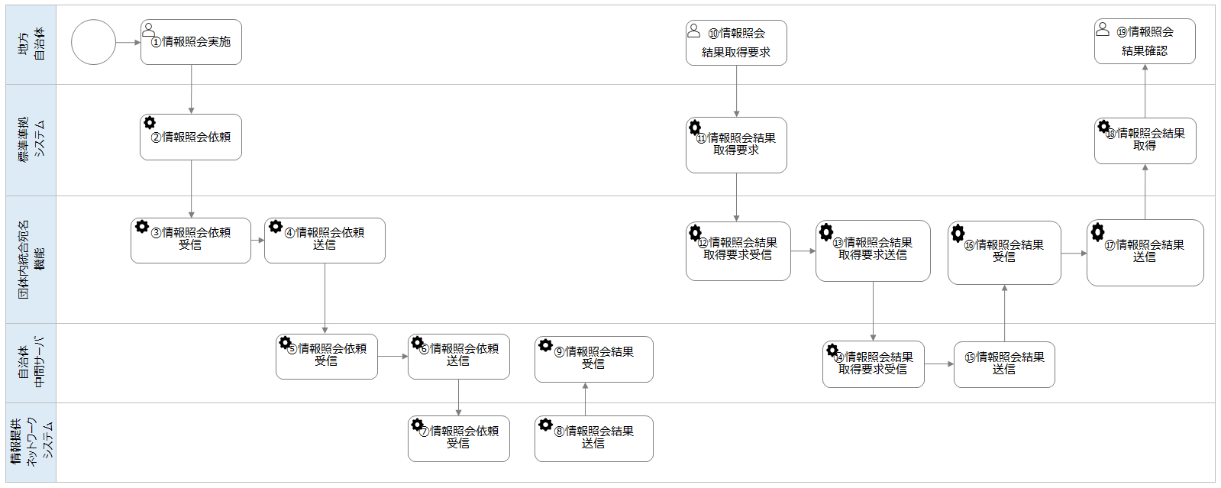 地方
自治体
①情報照会実施
⑩情報照会
結果取得要求
⑲情報照会
結果確認
標準準拠
システム
②情報照会依頼
⑪情報照会結果
取得要求
⑱情報照会結果
取得
団体内統合宛名
機能
③情報照会依頼
受信
④情報照会依頼
送信
⑫情報照会結果
取得要求受信
⑬情報照会結果
取得要求送信
⑯情報照会結果
受信
⑰情報照会結果
送信
自治体
中間サーバ
⑤情報照会依頼
受信
⑥情報照会依頼
送信
⑨情報照会結果
受信
⑭情報照会結果
取得要求受信
⑮情報照会結果
送信
情報提供
ネットワーク
システム
⑦情報照会依頼
受信
⑧情報照会結果
送信